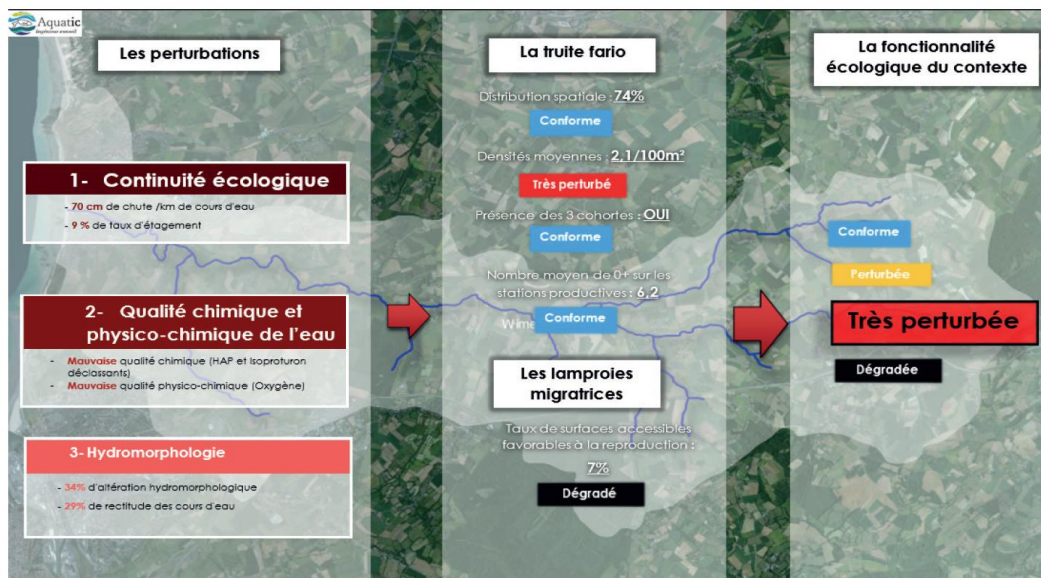 Aquatic
Ingénieur conseil
Les perturbations
1- Continuité écologique
- 70 cm de chute /km de cours d'eau
- 9 % de taux d'étagement
2- Qualité chimique et
physico-chimique de l'eau
- Mauvaise qualité chimique (HAP et Isoproturon
déclassants)
- Mauvaise qualité physico-chimique (Oxygène)
3- Hydromorphologie
- 34% d'altération hydromorphologique
- 29% de rectitude des cours d'eau
La truite fario
Distribution spatiale : 74%
Conforme
Densités moyennes : 2,1/100m²
Très perturbé
Présence des 3 cohortes : OUI
Conforme
Nombre moyen de 0+ sur les
stations productives : 6,2
Conforme
Les lamproies
migratrices
Taux de surfaces accessibles
favorables à la reproduction :
7%
Dégradé
La fonctionnalité
écologique du contexte
Conforme
Perturbée
Très perturbée
Dégradée